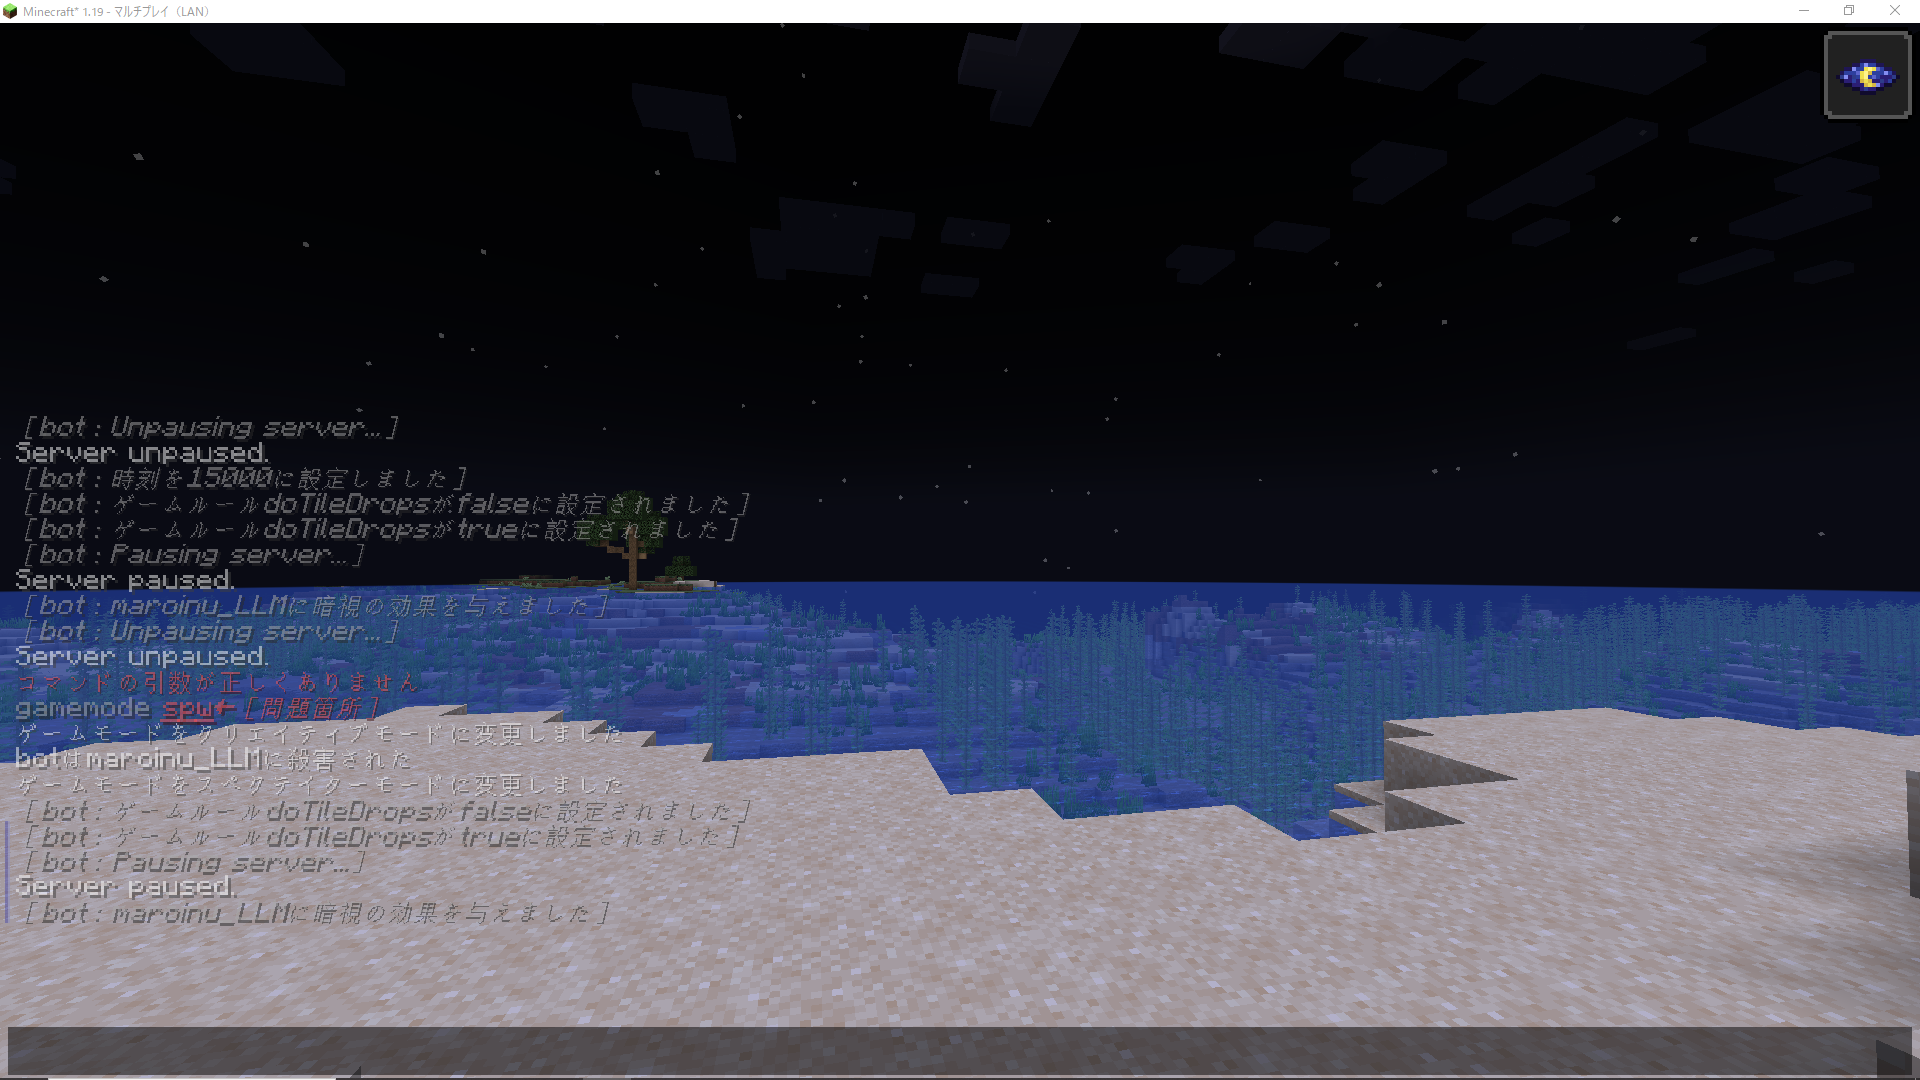 Minecraft* 1.19 - マルチプレイ (LAN)
[bot: Unpausing server...]
Server unpaused.
[bot: 時刻を15000に設定しました]
[bot: ゲームルールdoTileDropsがfalseに設定されました]
[bot: ゲームルールdoTileDropsがtrueに設定されました]
[bot: Pausing server...]
Server paused.
[bot: maroinu_LLMに暗視の効果を与えました]
[bot: Unpausing server...]
Server unpaused.
コマンドの引数が正しくありません
gamemode spw←[問題箇所]
ゲームモードをクリエイティブモードに変更しました
botはmaroinu_LLMに殺害された
ゲームモードをスペクテイターモードに変更しました
[bot: ゲームルールdoTileDropsがfalseに設定されました]
[bot: ゲームルールdoTileDropsがtrueに設定されました]
[bot: Pausing server...]
Server paused.
[bot: maroinu_LLMに暗視の効果を与えました]